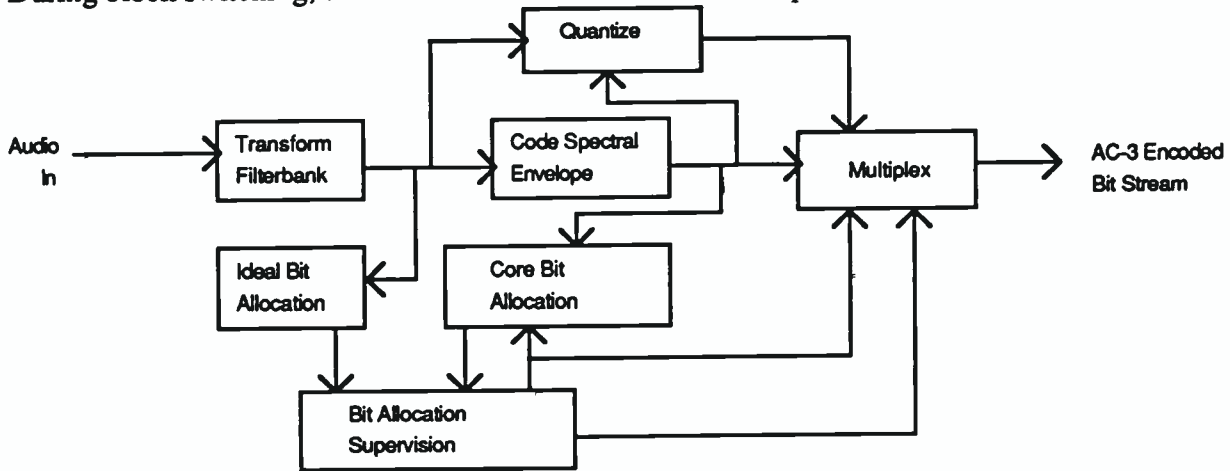 During
Quantize
Audio
In
Transform
Filterbank
Code Spectral
Envelope
Multiplex
AC-3 Encoded
Bit Stream
Ideal Bit
Allocation
Core Bit
Allocation
Bit Allocation
Supervision